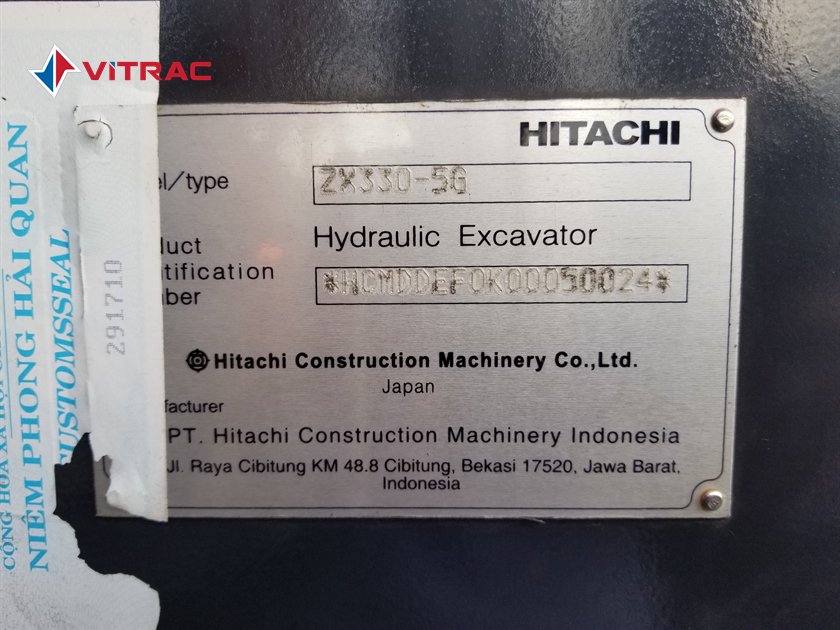 VITRAC
HITACHI
el/type ZX330-5G
Hydraulic Excavator
duct
ntification
mber *HCMDDEF0K00050024*
Hitachi Construction Machinery Co.,Ltd.
Japan
facturer
PT. Hitachi Construction Machinery Indonesia
Jl. Raya Cibitung KM 48.8 Cibitung, Bekasi 17520, Jawa Barat,
Indonesia
291710
CỘNG HÒA XÃ HỘI
NIÊM PHONG HẢI QUAN
CUSTOMSSEAL